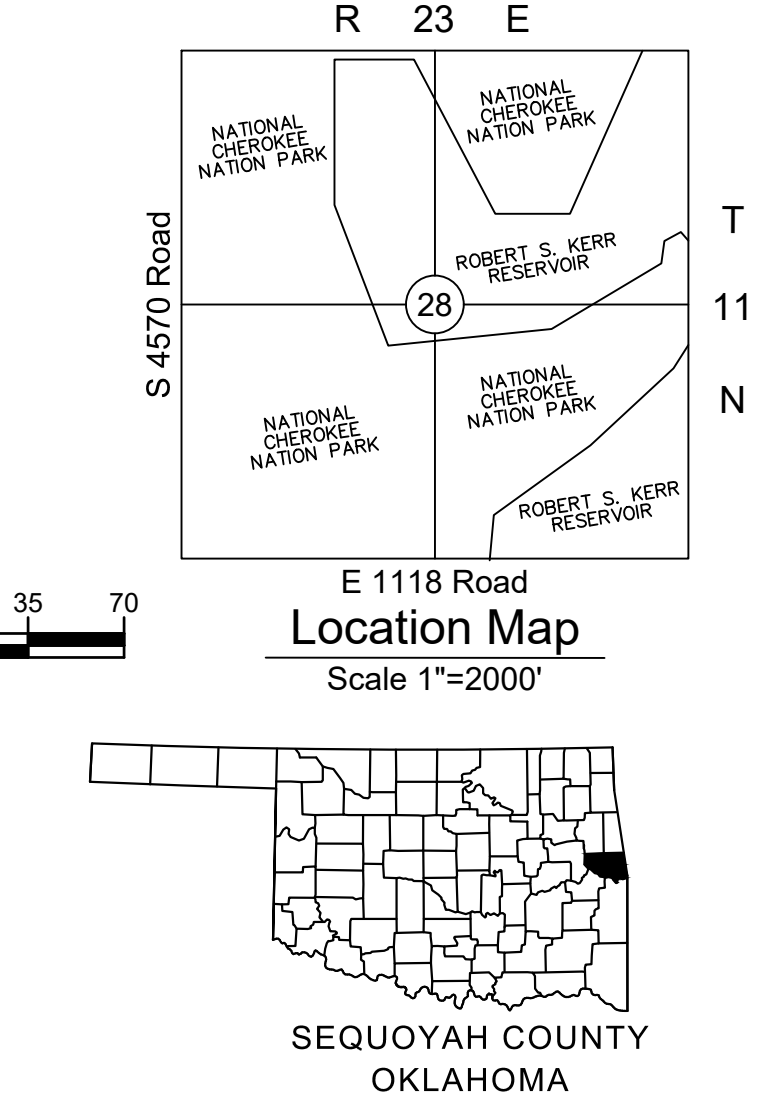 R 23 E
NATIONAL
CHEROKEE
NATION PARK
NATIONAL
CHEROKEE
NATION PARK
S 4570 Road
T
ROBERT S. KERR
RESERVOIR
28
11
N
NATIONAL
CHEROKEE
NATION PARK
NATIONAL
CHEROKEE
NATION PARK
ROBERT S. KERR
RESERVOIR
E 1118 Road
35 70
Location Map
Scale 1"=2000'
SEQUOYAH COUNTY
OKLAHOMA